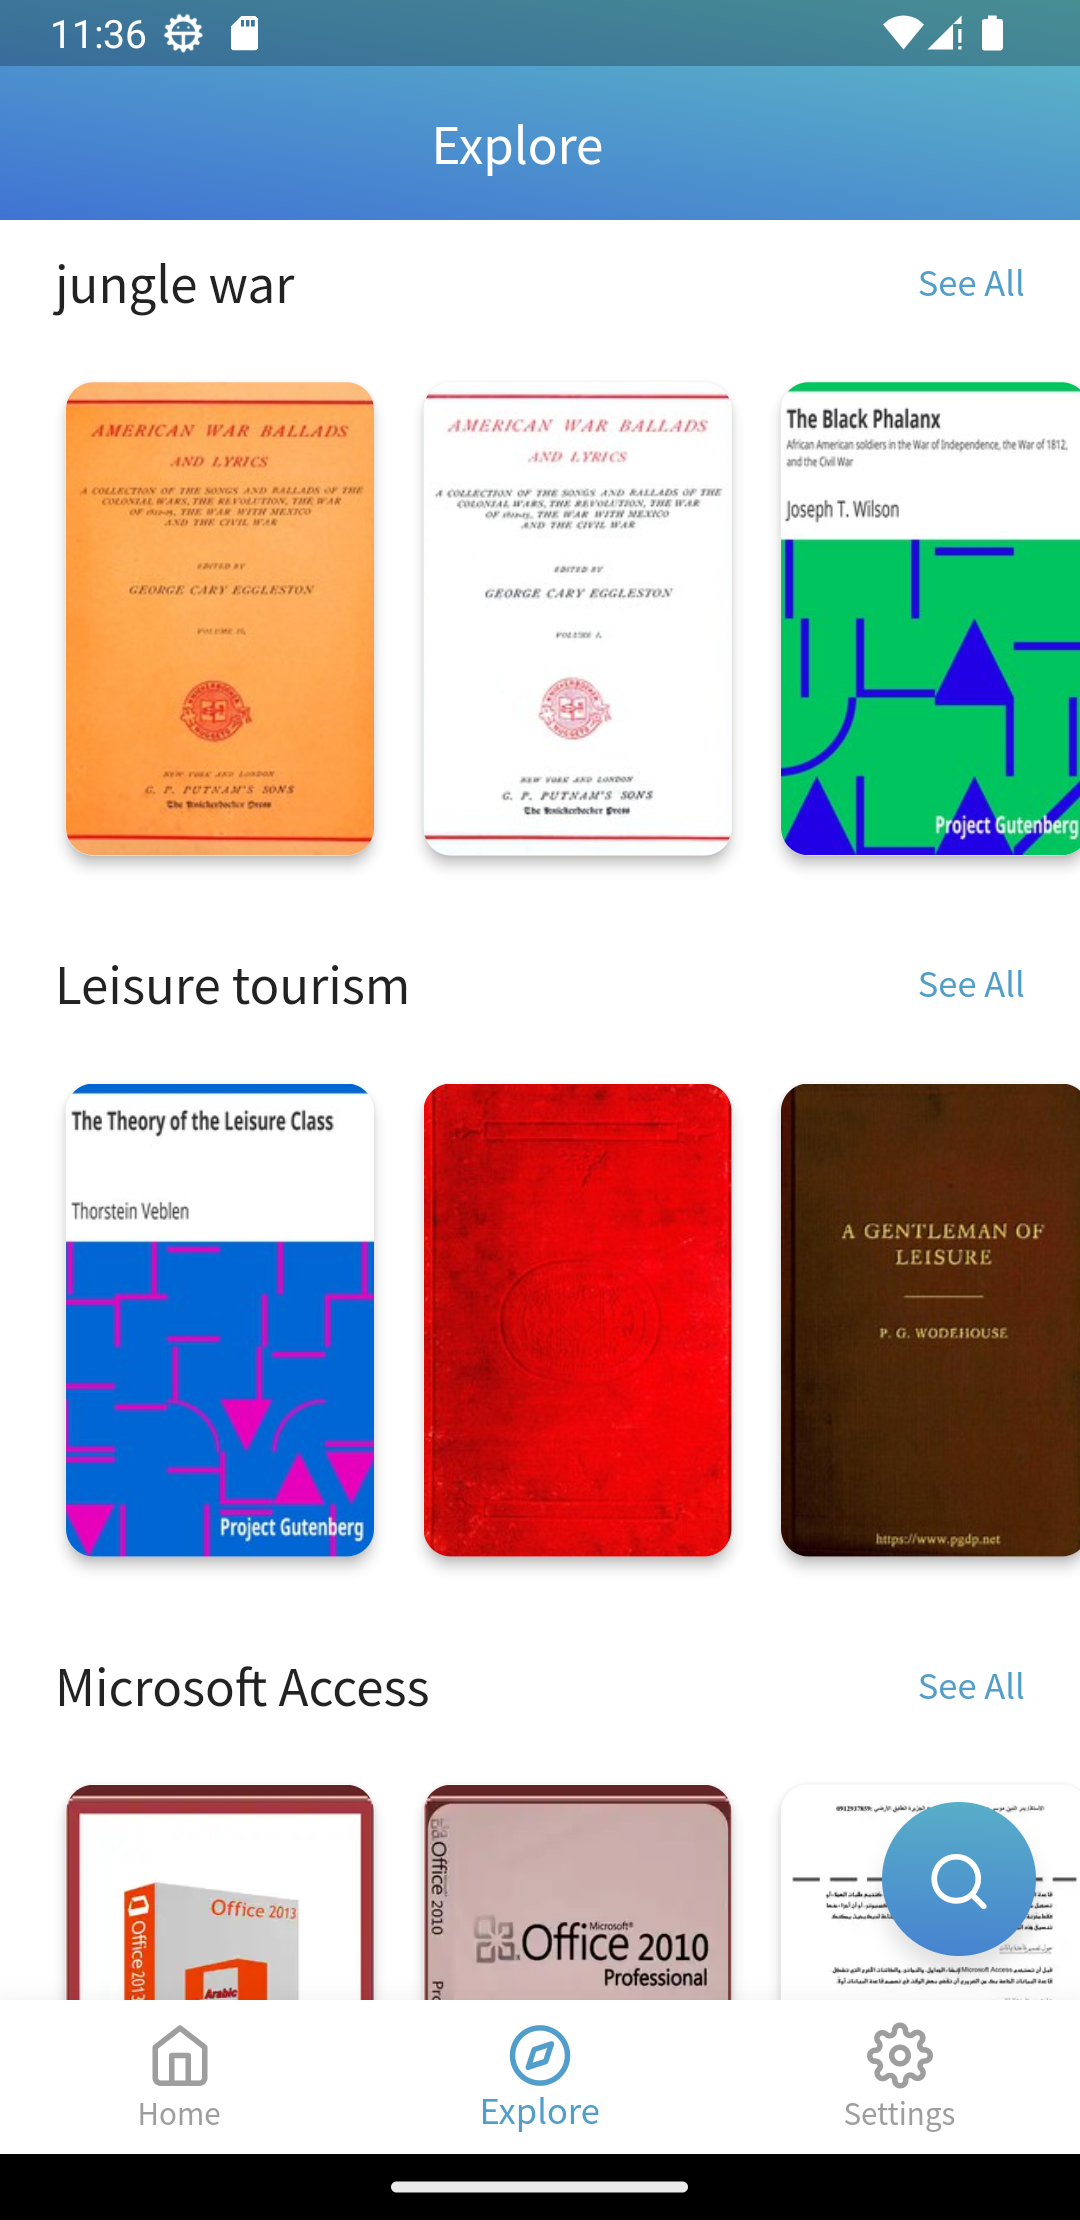 11:36
Explore
jungle war
See All
AMERICAN WAR BALLADS
AND LYRICS
A COLLECTION OF THE SONGS AND BALLADS OF THE
COLONIAL WARS, THE REVOLUTION, THE WAR
OF 1812-15, THE WAR WITH MEXICO
AND THE CIVIL WAR
EDITED BY
GEORGE CARY EGGLESTON
VOLUME II.
NEW YORK AND LONDON
G. P. PUTNAM'S SONS
The Knickerbocker Press
AMERICAN WAR BALLADS
AND LYRICS
A COLLECTION OF THE SONGS AND BALLADS OF THE
COLONIAL WARS, THE REVOLUTION, THE WAR
OF 1812-15, THE WAR WITH MEXICO
AND THE CIVIL WAR
EDITED BY
GEORGE CARY EGGLESTON
VOLUME I.
NEW YORK AND LONDON
G. P. PUTNAM'S SONS
The Knickerbocker Press
The Black Phalanx
African American soldiers in the War of Independence, the War of 1812,
and the Civil War
Joseph T. Wilson
Project Gutenberg
Leisure tourism
See All
The Theory of the Leisure Class
Thorstein Veblen
Project Gutenberg
A GENTLEMAN OF
LEISURE
P. G. WODEHOUSE
https://www.pgdp.net
Microsoft Access
See All
Office 2013
Office 2013
Arabic
Office 2010
Microsoft®
Office 2010
Professional
Home
Explore
Settings